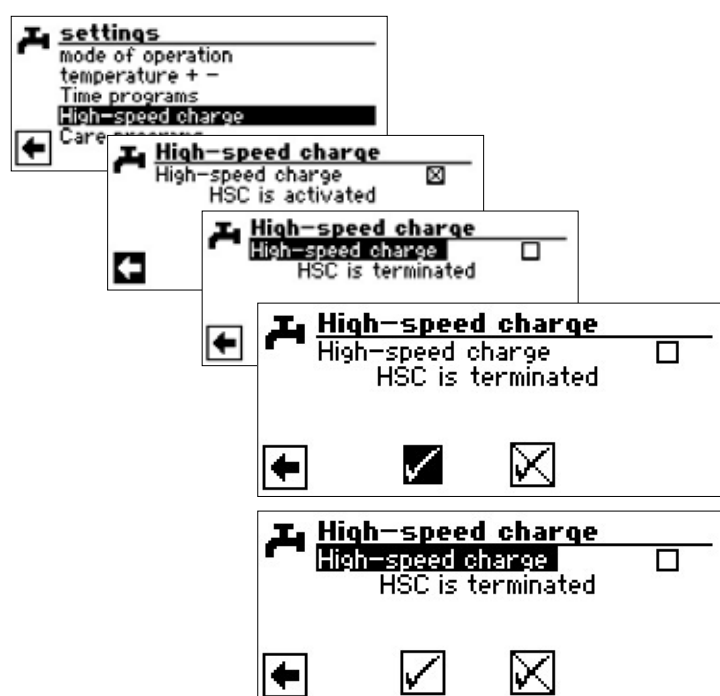 settings
mode of operation
temperature + -
Time programs
High-speed charge
Care programs
High-speed charge
High-speed charge
HSC is activated
High-speed charge
High-speed charge
HSC is terminated
High-speed charge
High-speed charge
HSC is terminated
High-speed charge
High-speed charge
HSC is terminated